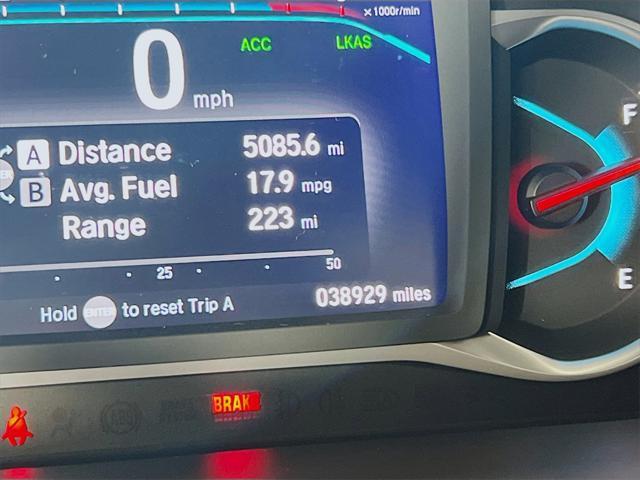 ×1000r/min
ACC LKAS
0 mph
A Distance 5085.6 mi
B Avg. Fuel 17.9 mpg
Range 223 mi
25 50
Hold ENTER to reset Trip A
038929 miles
F
E
BRAK